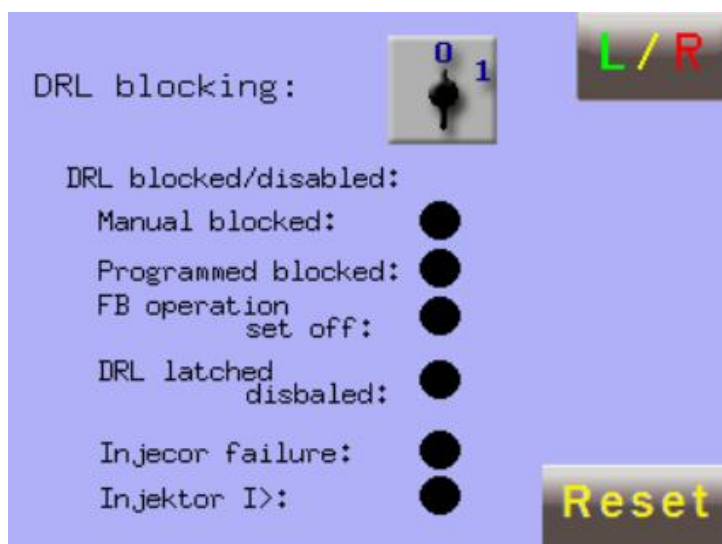 L/R
0
1
DRL blocking:
DRL blocked/disabled:
Manual blocked:
Programmed blocked:
FB operation
set off:
DRL latched
disbaled:
Injecor failure:
Injektor I>:
Reset